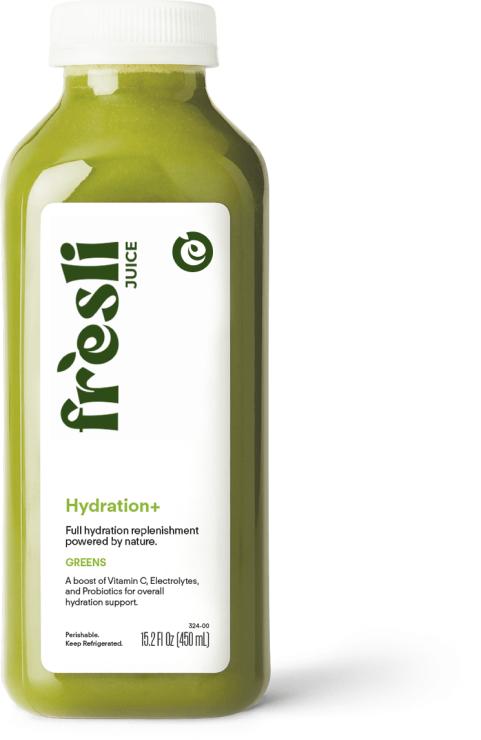 fresli
JUICE
Hydration+
Full hydration replenishment
powered by nature.
GREENS
A boost of Vitamin C, Electrolytes,
and Probiotics for overall
hydration support.
324-00
Perishable.
Keep Refrigerated.
15.2 Fl Oz (450 mL)